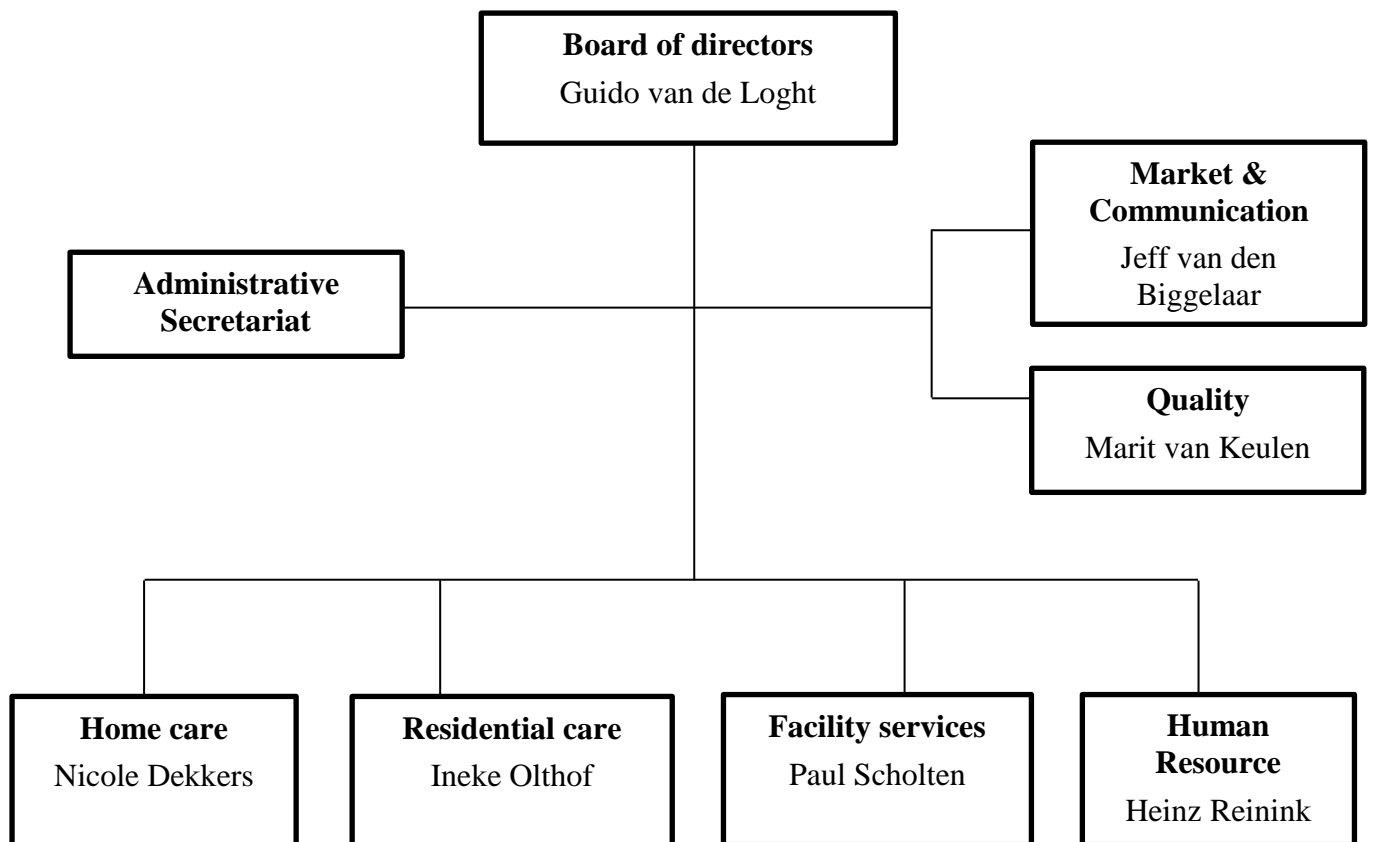 Board of directors
Guido van de Loght
Market &
Communication
Jeff van den
Biggelaar
Administrative
Secretariat
Quality
Marit van Keulen
Home care
Nicole Dekkers
Residential care
Ineke Olthof
Facility services
Paul Scholten
Human
Resource
Heinz Reinink